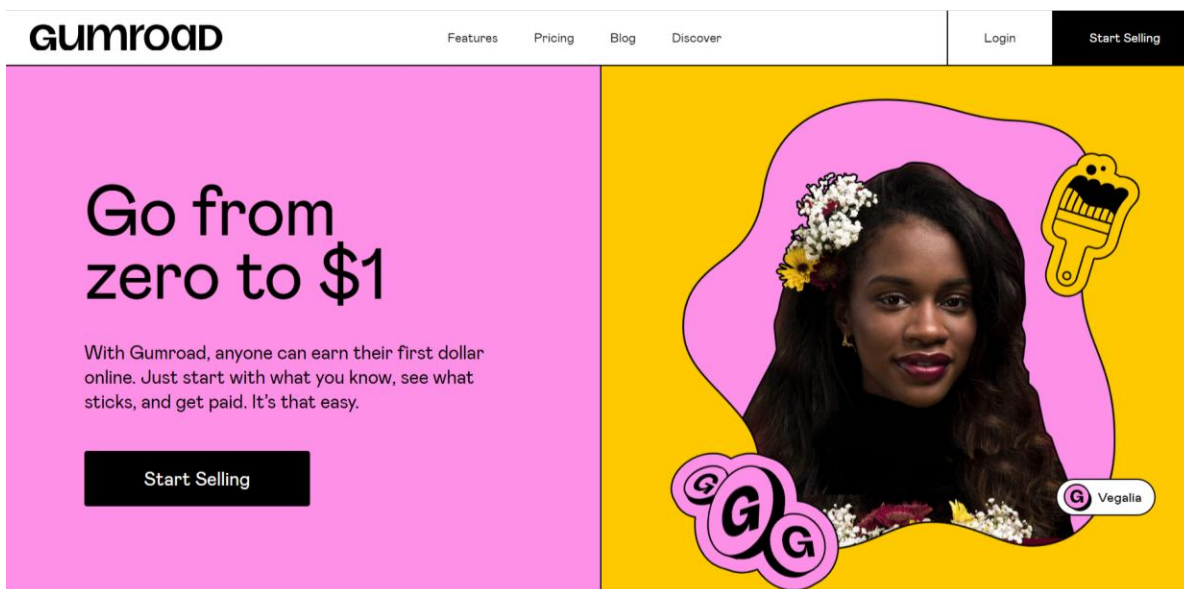 GUMROAD
Features Pricing Blog Discover Login Start Selling
Go from
zero to $1
With Gumroad, anyone can earn their first dollar
online. Just start with what you know, see what
sticks, and get paid. It’s that easy.
Start Selling
G G G
G Vegalia